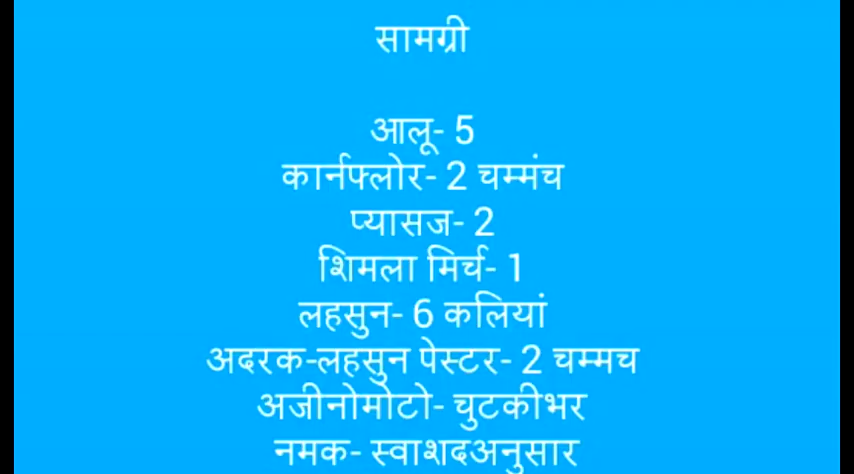 सामग्री
आलू- 5
कार्नफ्लोर- 2 चम्मंच
प्यासज- 2
शिमला मिर्च- 1
लहसुन- 6 कलियां
अदरक-लहसुन पेस्टर- 2 चम्मच
अजीनोमोटो- चुटकीभर
नमक- स्वाशदअनुसार